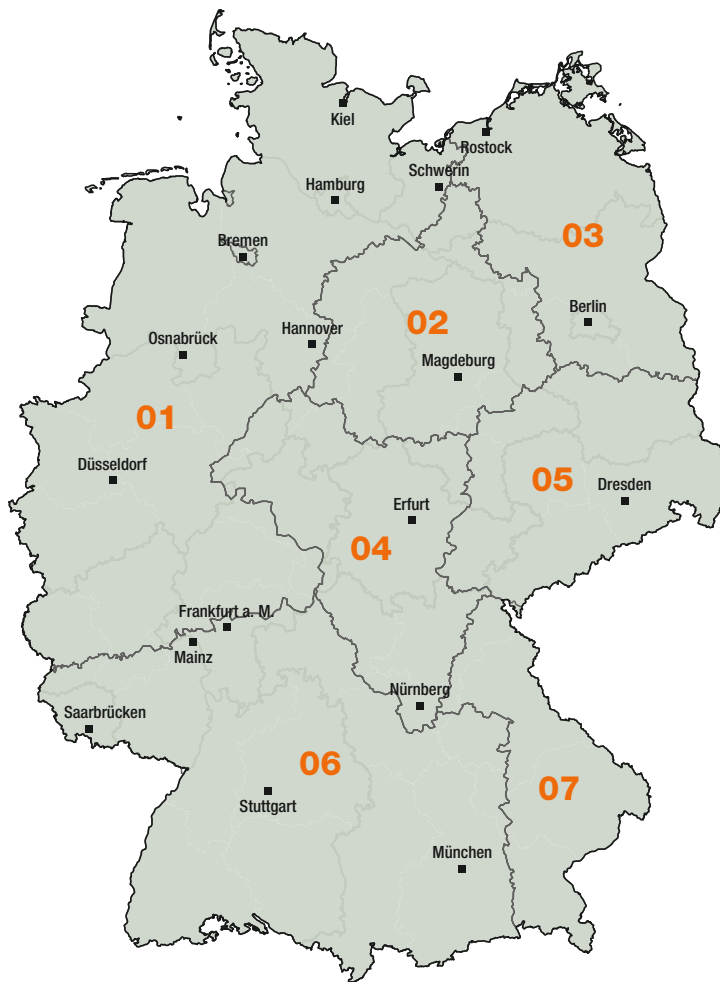 Kiel
Rostock
Schwerin
Hamburg
03
Bremen
Berlin
02
Hannover
Osnabrück
Magdeburg
01
Düsseldorf
05
Dresden
Erfurt
04
Frankfurt a. M.
Mainz
Nürnberg
Saarbrücken
06
07
Stuttgart
München